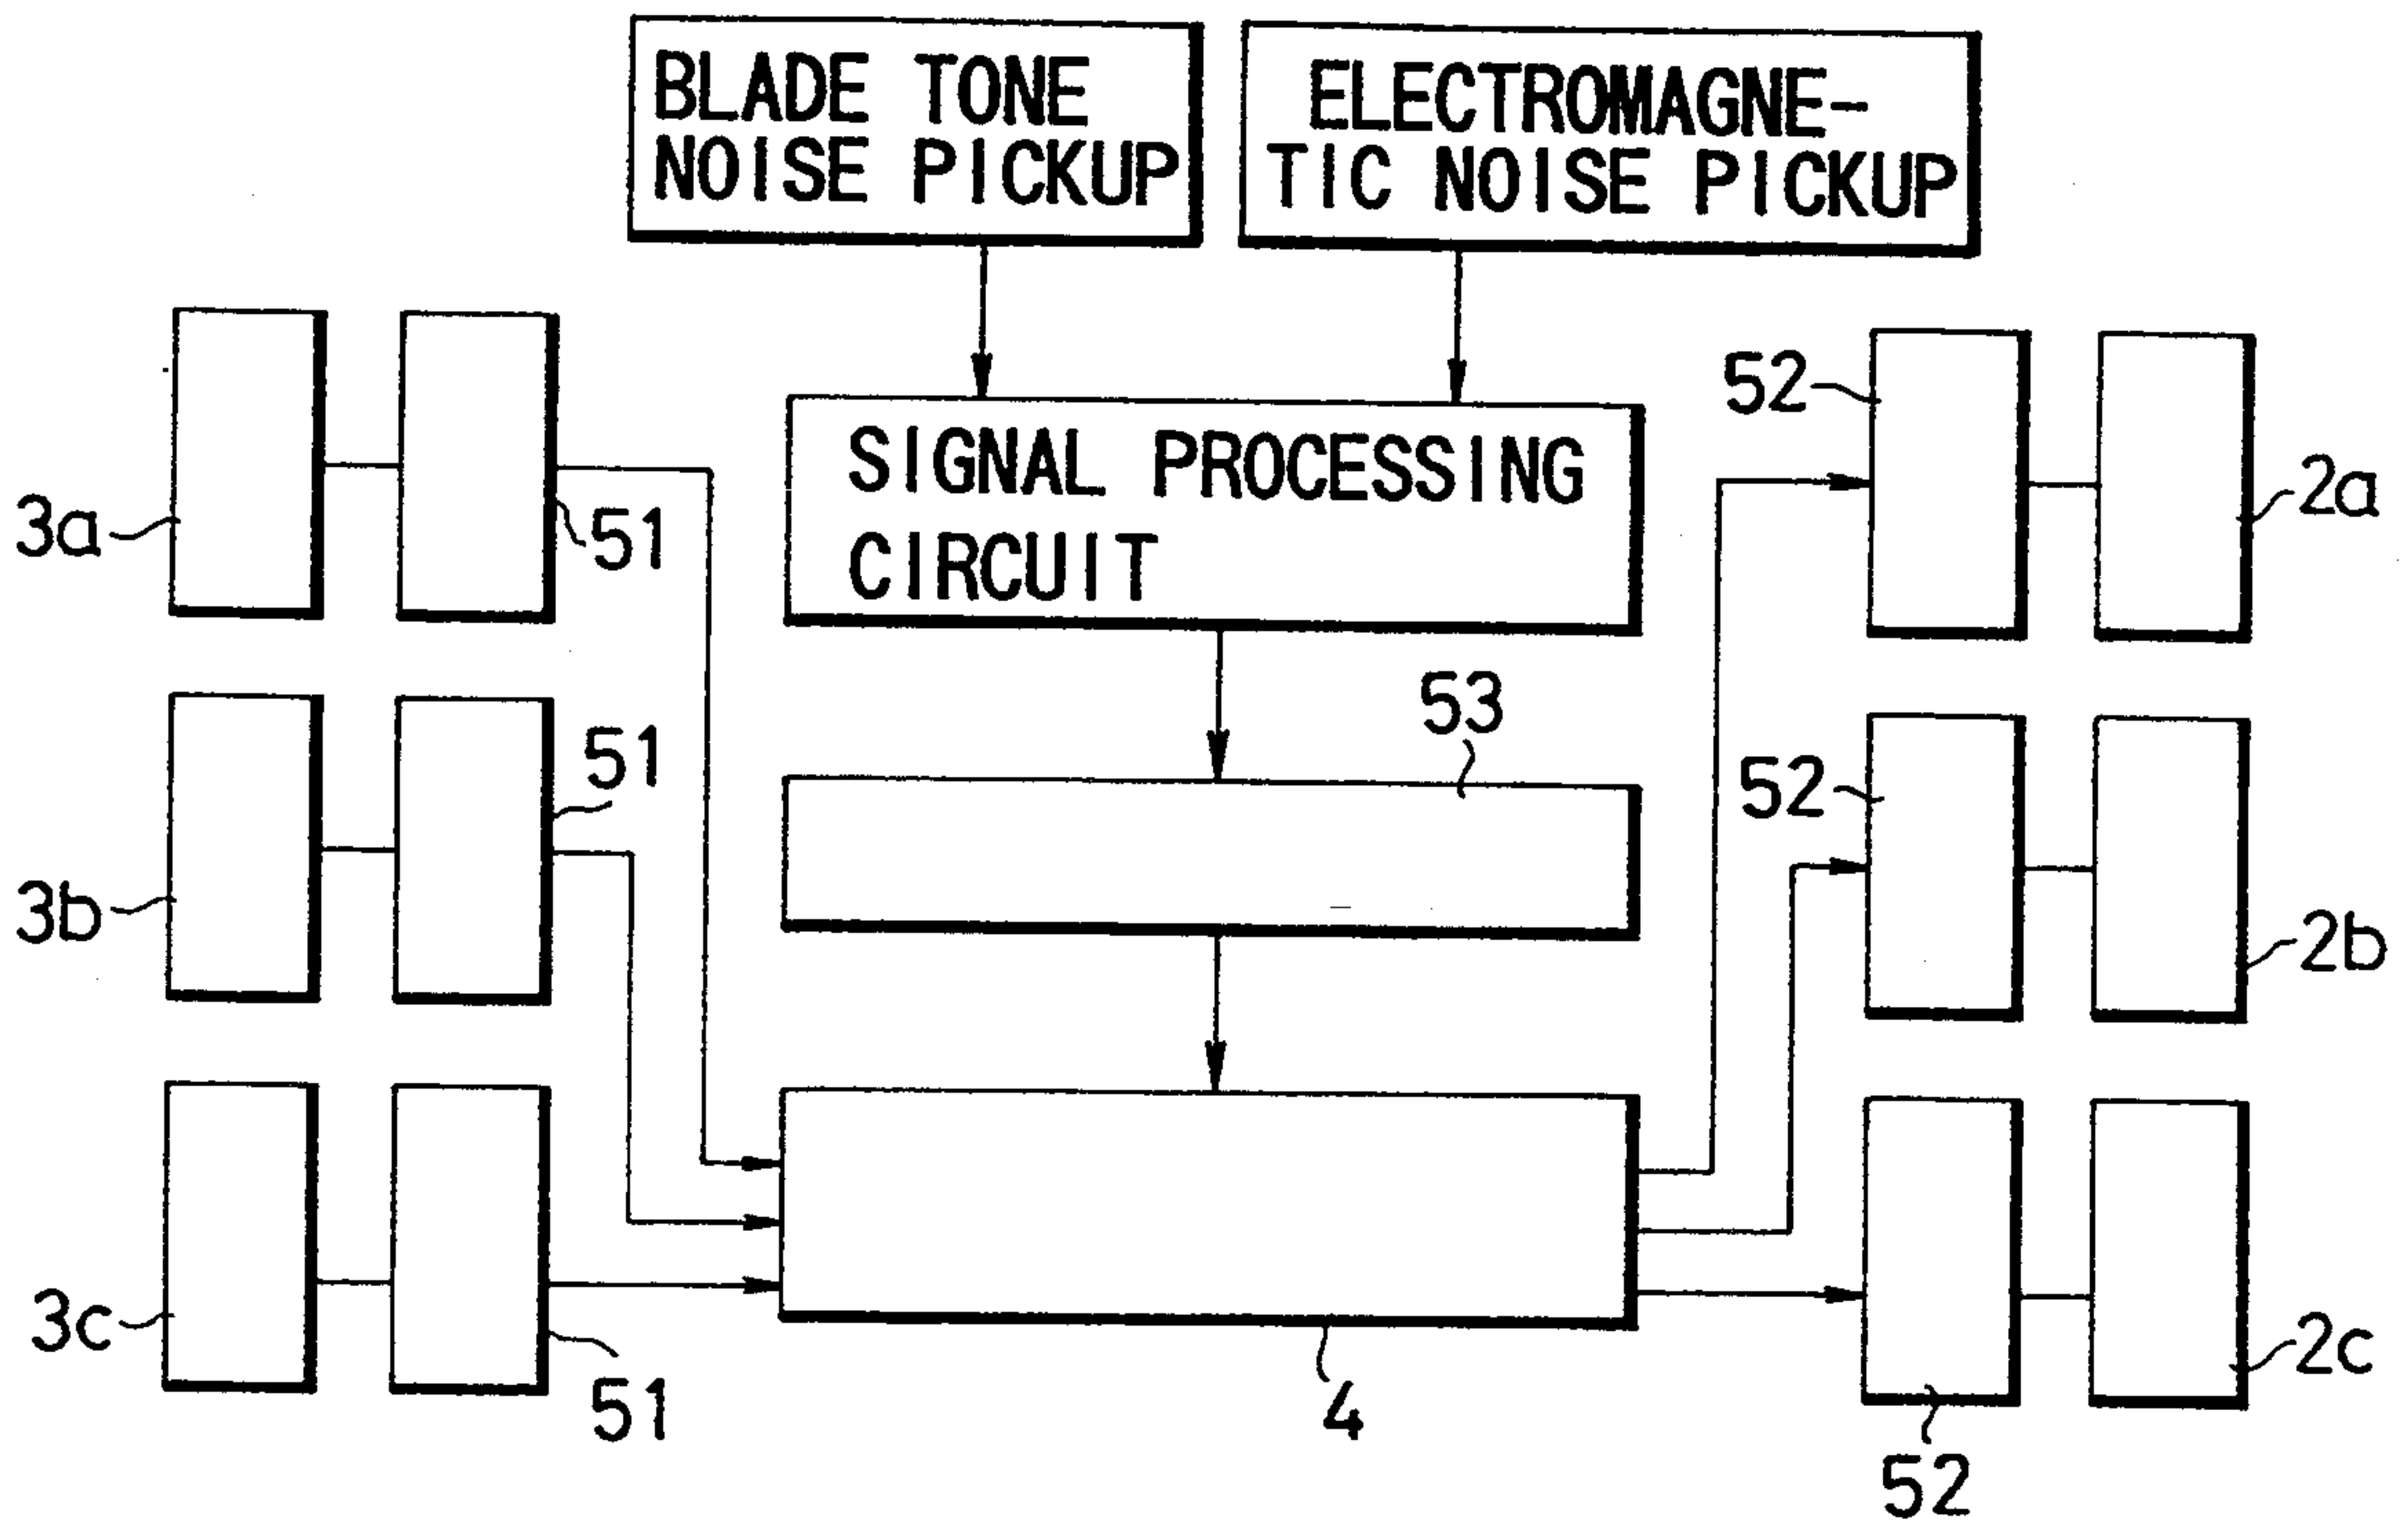 BLADE TONE
NOISE PICKUP
ELECTROMAGNE-
TIC NOISE PICKUP
SIGNAL PROCESSING
CIRCUIT
3a
51
52
2a
53
3b
51
52
2b
3c
51
4
52
2c